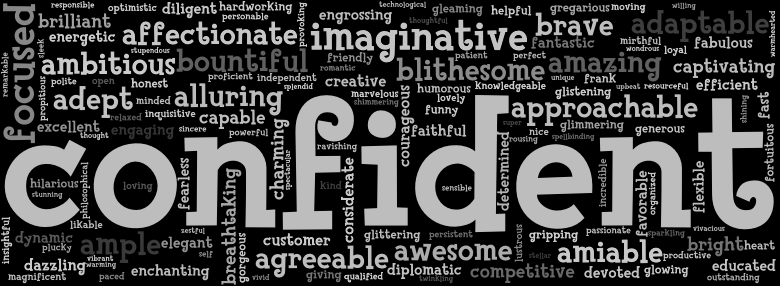 focused
responsible
optimistic
diligent
hardworking
personable
provoking
engrossing
technological
thoughtful
gleaming
helpful
gregarious
moving
willing
warmhearted
brilliant
energetic
affectionate
imaginative
brave
adaptable
sleek
stupendous
fantastic
mirthful
wondrous
loyal
fabulous
remarkable
ambitious
bountiful
friendly
romantic
patient
perfect
blithesome
amazing
captivating
polite
open
honest
proficient
independent
splendid
creative
humorous
knowledgeable
unique
frank
upbeat
resourceful
efficient
propitious
adept
minded
alluring
marvelous
shimmering
courageous
lovely
funny
glistening
approachable
shining
fast
relaxed
inquisitive
capable
excellent
thought
engaging
sincere
powerful
charming
faithful
super
rousing
nice
glimmering
spellbinding
generous
fortuitous
confident
ravishing
spectacular
fearless
hilarious
stunning
philosophical
loving
kind
considerate
sensible
determined
incredible
favorable
organized
flexible
insightful
likable
breathtaking
dynamic
plucky
ample
zestful
elegant
self
gorgeous
customer
glittering
persistent
lustrous
gripping
passionate
sparkling
vivacious
bright
heart
dazzling
vibrant
warming
agreeable
awesome
stellar
amiable
productive
magnificent
paced
enchanting
vivid
giving
qualified
diplomatic
twinkling
competitive
devoted
glowing
educated
outstanding